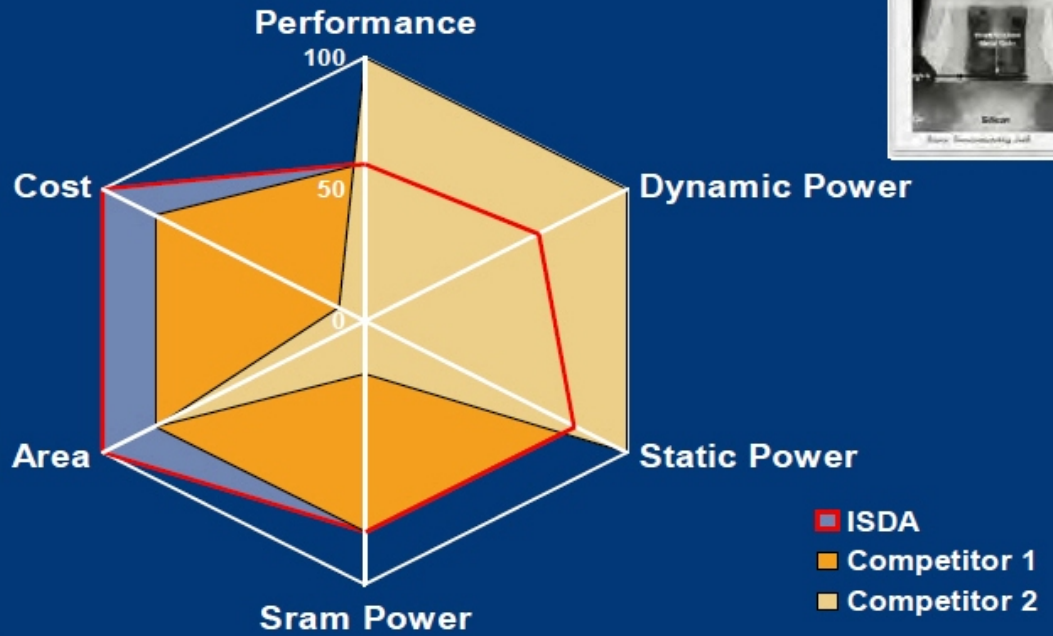 Performance
100
Cost
50
Dynamic Power
0
Area
Static Power
Sram Power
ISDA
Competitor 1
Competitor 2
Silicon